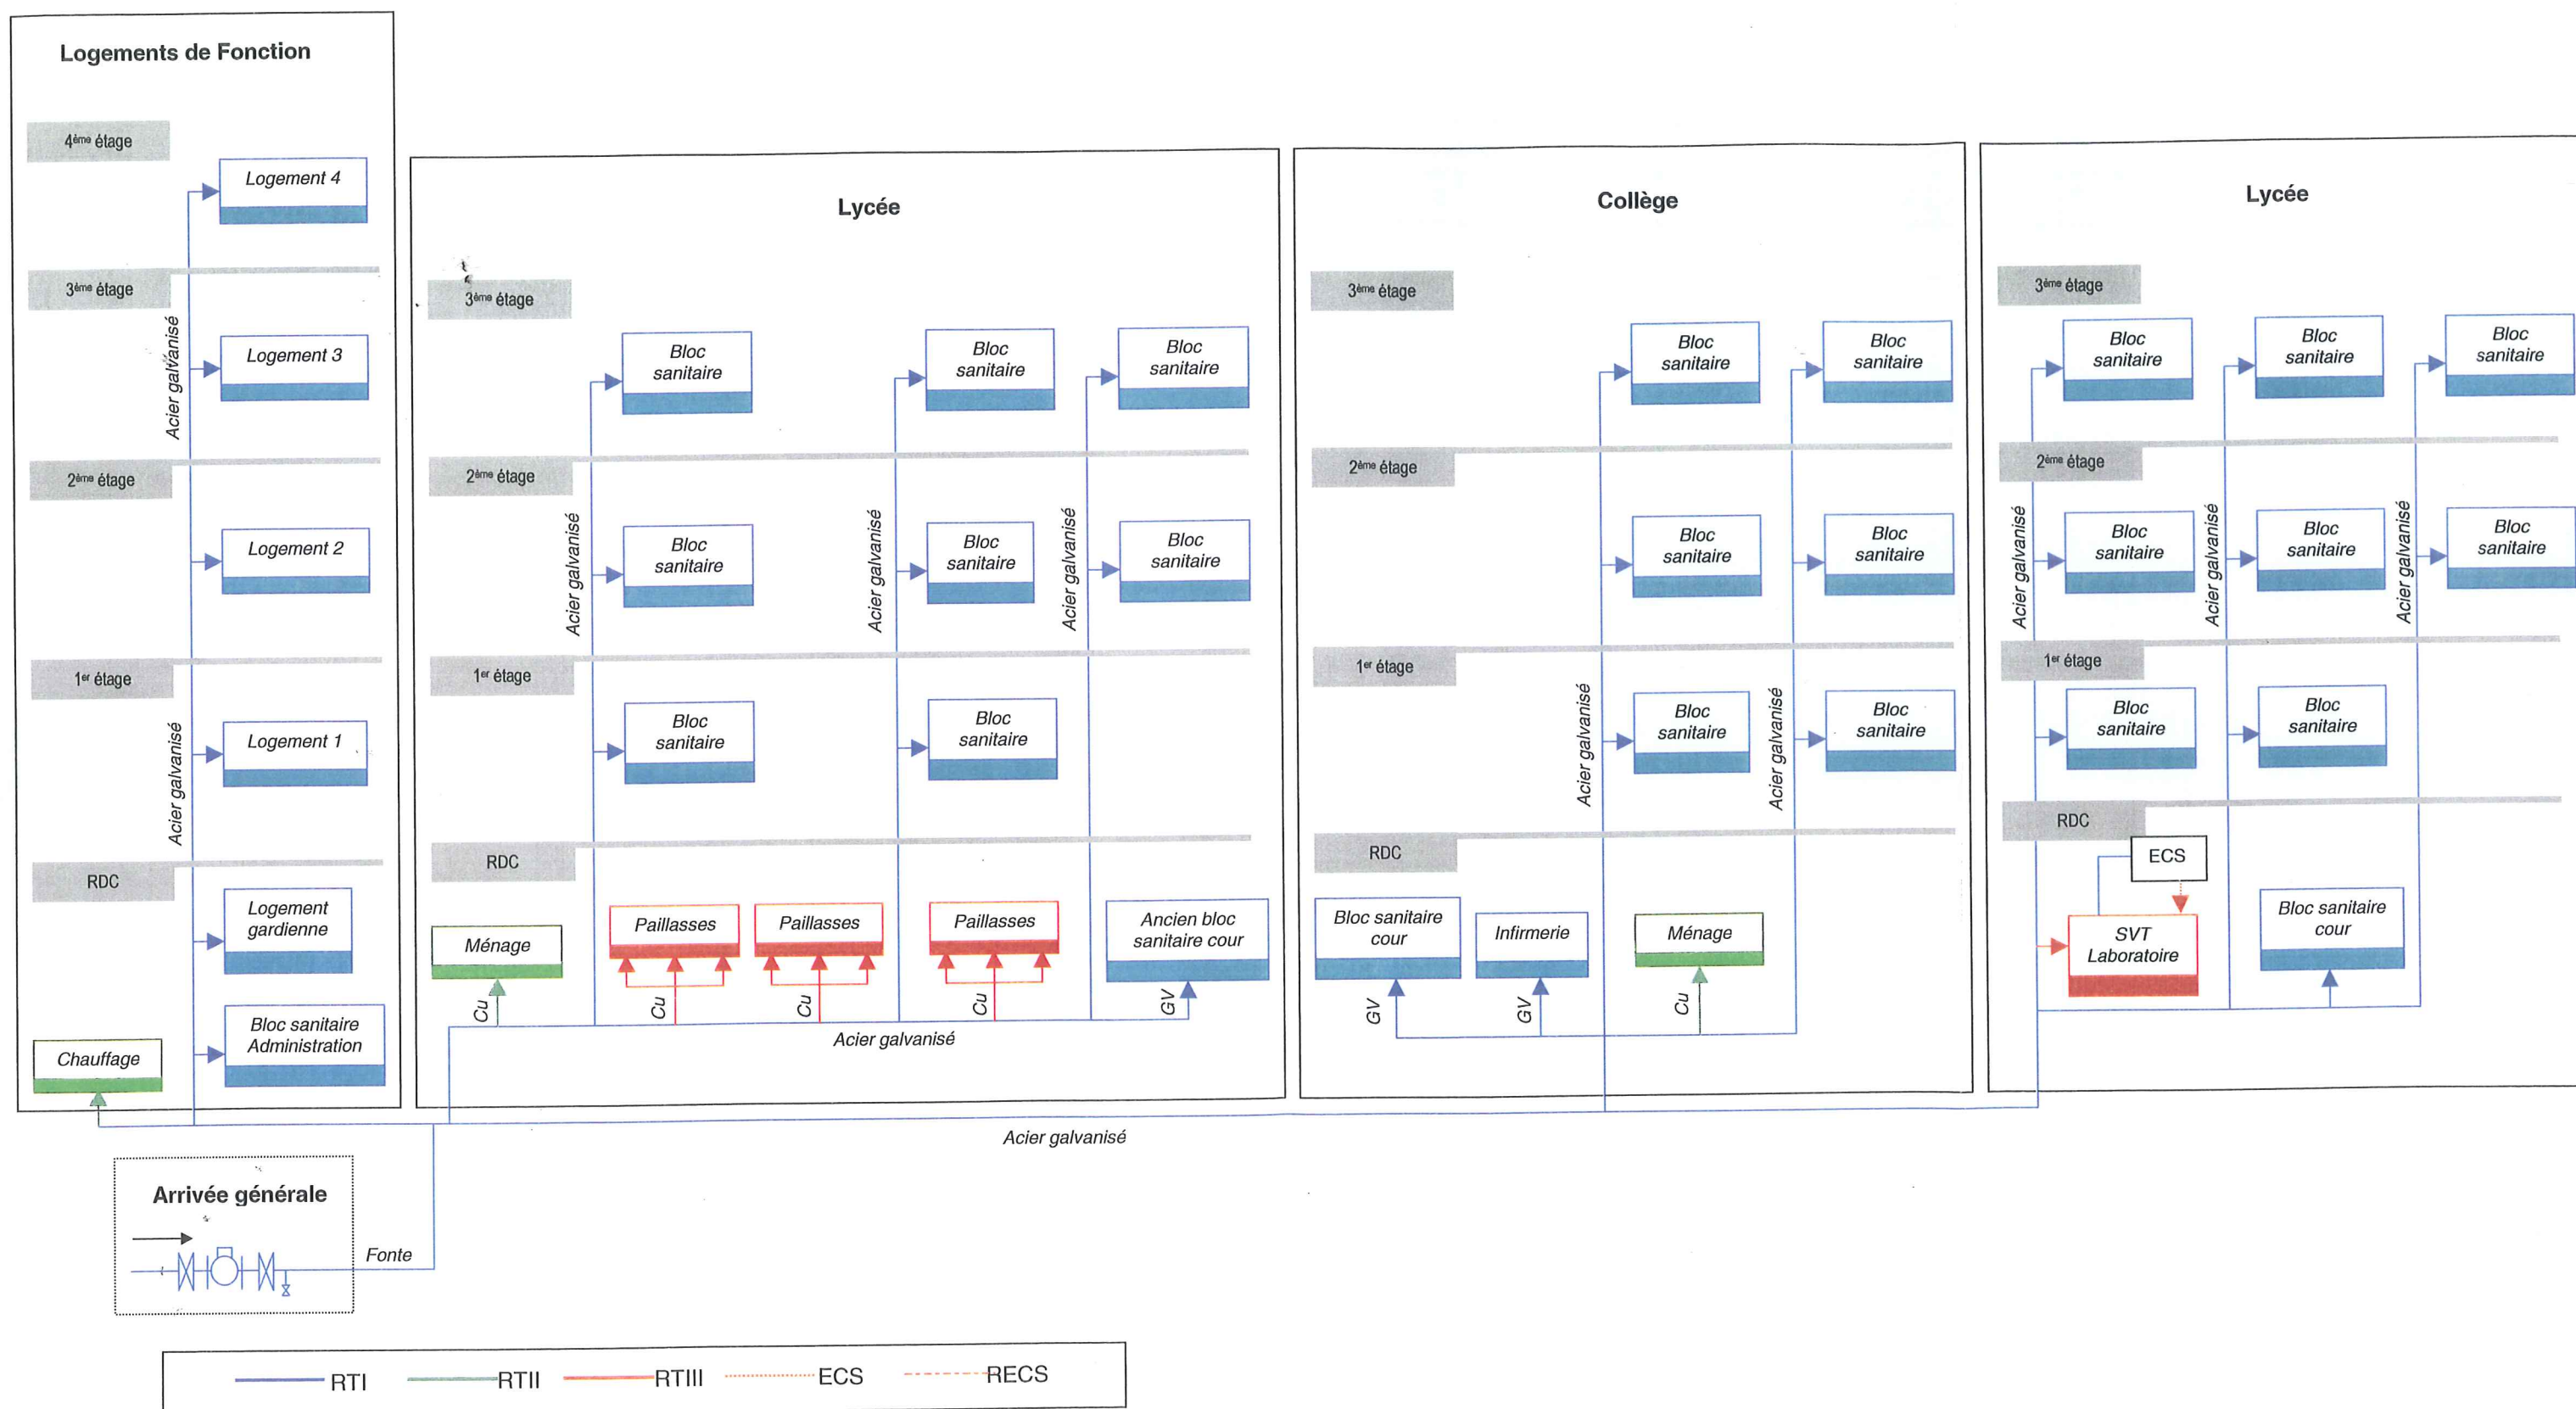 Logements de Fonction
4ème étage
Logement 4
3ème étage
Acier galvanisé
Logement 3
2ème étage
Logement 2
1er étage
Acier galvanisé
Logement 1
RDC
Logement
gardienne
Bloc sanitaire
Administration
Chauffage
Lycée
3ème étage
Bloc
sanitaire
Bloc
sanitaire
Bloc
sanitaire
2ème étage
Acier galvanisé
Bloc
sanitaire
Acier galvanisé
Bloc
sanitaire
Acier galvanisé
Bloc
sanitaire
1er étage
Bloc
sanitaire
Bloc
sanitaire
RDC
Ménage
Paillasses
Paillasses
Paillasses
Ancien bloc
sanitaire cour
Cu
Cu
Cu
Cu
GV
Acier galvanisé
Collège
3ème étage
Bloc
sanitaire
Bloc
sanitaire
2ème étage
Bloc
sanitaire
Bloc
sanitaire
1er étage
Acier galvanisé
Bloc
sanitaire
Acier galvanisé
Bloc
sanitaire
RDC
Bloc sanitaire
cour
Infirmerie
Ménage
GV
GV
Cu
Lycée
3ème étage
Bloc
sanitaire
Bloc
sanitaire
Bloc
sanitaire
2ème étage
Acier galvanisé
Bloc
sanitaire
Acier galvanisé
Bloc
sanitaire
Acier galvanisé
Bloc
sanitaire
1er étage
Bloc
sanitaire
Bloc
sanitaire
RDC
ECS
SVT
Laboratoire
Bloc sanitaire
cour
Acier galvanisé
Arrivée générale
Fonte
RTI
RTII
RTIII
ECS
RECS